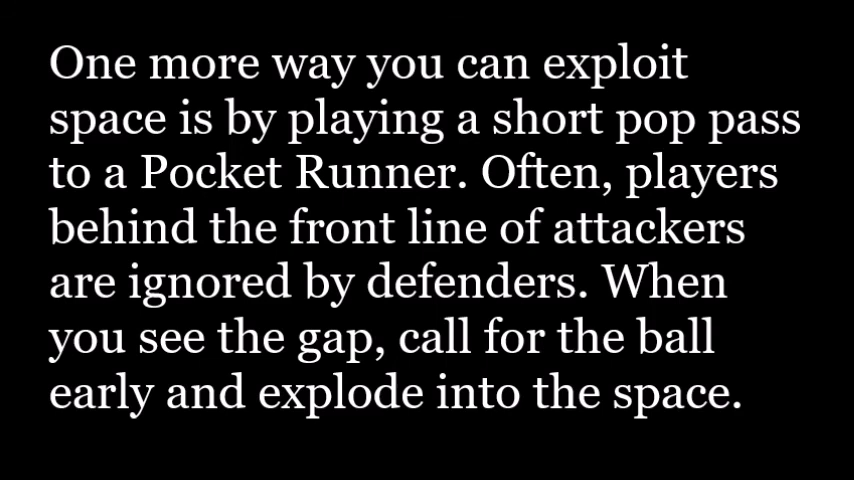 One more way you can exploit
space is by playing a short pop pass
to a Pocket Runner. Often, players
behind the front line of attackers
are ignored by defenders. When
you see the gap, call for the ball
early and explode into the space.